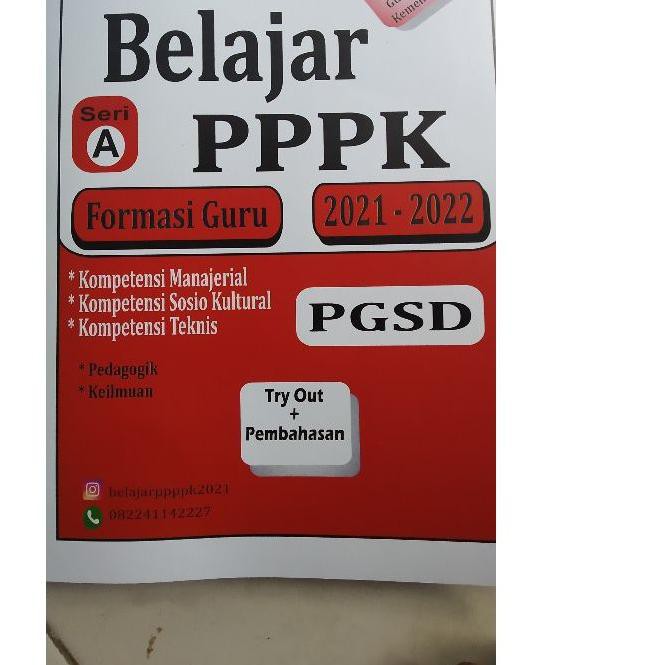 Kemen
Belajar
Seri
A
PPPK
Formasi Guru
2021 - 2022
* Kompetensi Manajerial
* Kompetensi Sosio Kultural
* Kompetensi Teknis
PGSD
* Pedagogik
* Keilmuan
Try Out
+
Pembahasan
belajarppppk2021
082241142227